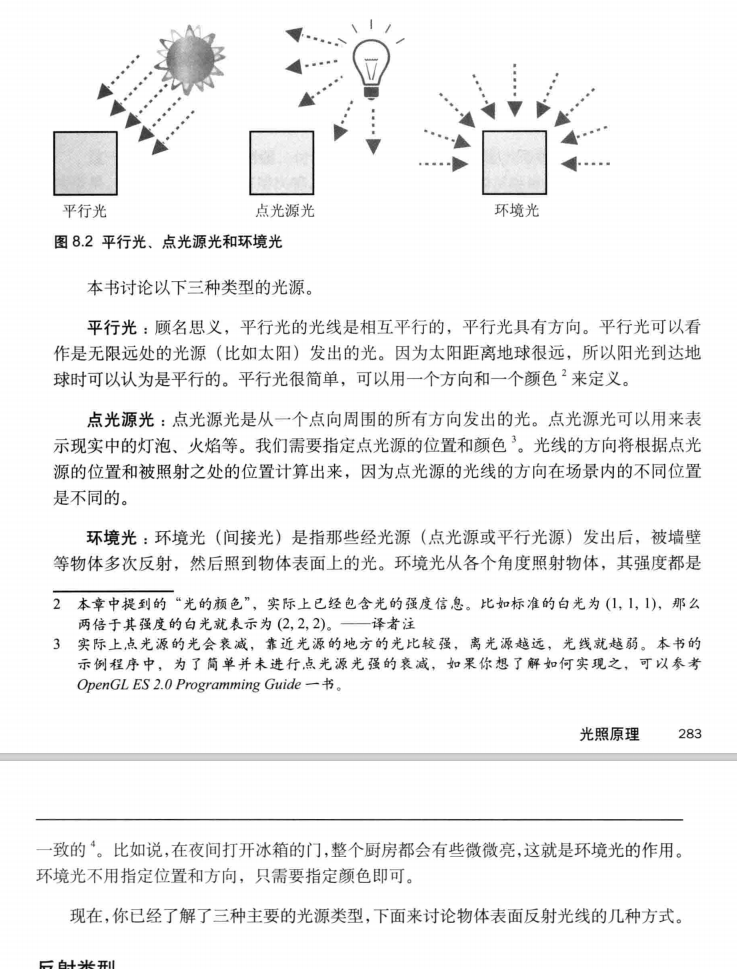 平行光
点光源光
环境光
图 8.2 平行光、点光源光和环境光
本书讨论以下三种类型的光源。
平行光：顾名思义，平行光的光线是相互平行的，平行光具有方向。平行光可以看
作是无限远处的光源（比如太阳）发出的光。因为太阳距离地球很远，所以阳光到达地
球时可以认为是平行的。平行光很简单，可以用一个方向和一个颜色 2 来定义。
点光源光：点光源光是从一个点向周围的所有方向发出的光。点光源光可以用来表
示现实中的灯泡、火焰等。我们需要指定点光源的位置和颜色 3。光线的方向将根据点光
源的位置和被照射之处的位置计算出来，因为点光源的光线的方向在场景内的不同位置
是不同的。
环境光：环境光（间接光）是指那些经光源（点光源或平行光源）发出后，被墙壁
等物体多次反射，然后照到物体表面上的光。环境光从各个角度照射物体，其强度都是
2 本章中提到的“光的颜色”，实际上已经包含光的强度信息。比如标准的白光为 (1, 1, 1)，那么
两倍于其强度的白光就表示为 (2, 2, 2)。——译者注
3 实际上点光源的光会衰减，靠近光源的地方的光比较强，离光源越远，光线就越弱。本书的
示例程序中，为了简单并未进行点光源光强的衰减，如果你想了解如何实现之，可以参考
OpenGL ES 2.0 Programming Guide 一书。
光照原理 283
一致的 4。比如说，在夜间打开冰箱的门，整个厨房都会有些微微亮，这就是环境光的作用。
环境光不用指定位置和方向，只需要指定颜色即可。
现在，你已经了解了三种主要的光源类型，下面来讨论物体表面反射光线的几种方式。
反射类型